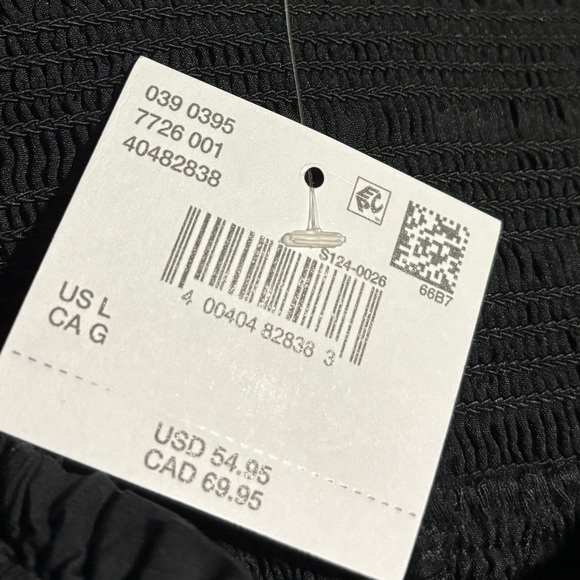 039 0395
7726 001
40482838
S124-0026
66B7
4 00404 82838 3
US L
CA G
USD 54.95
CAD 69.95